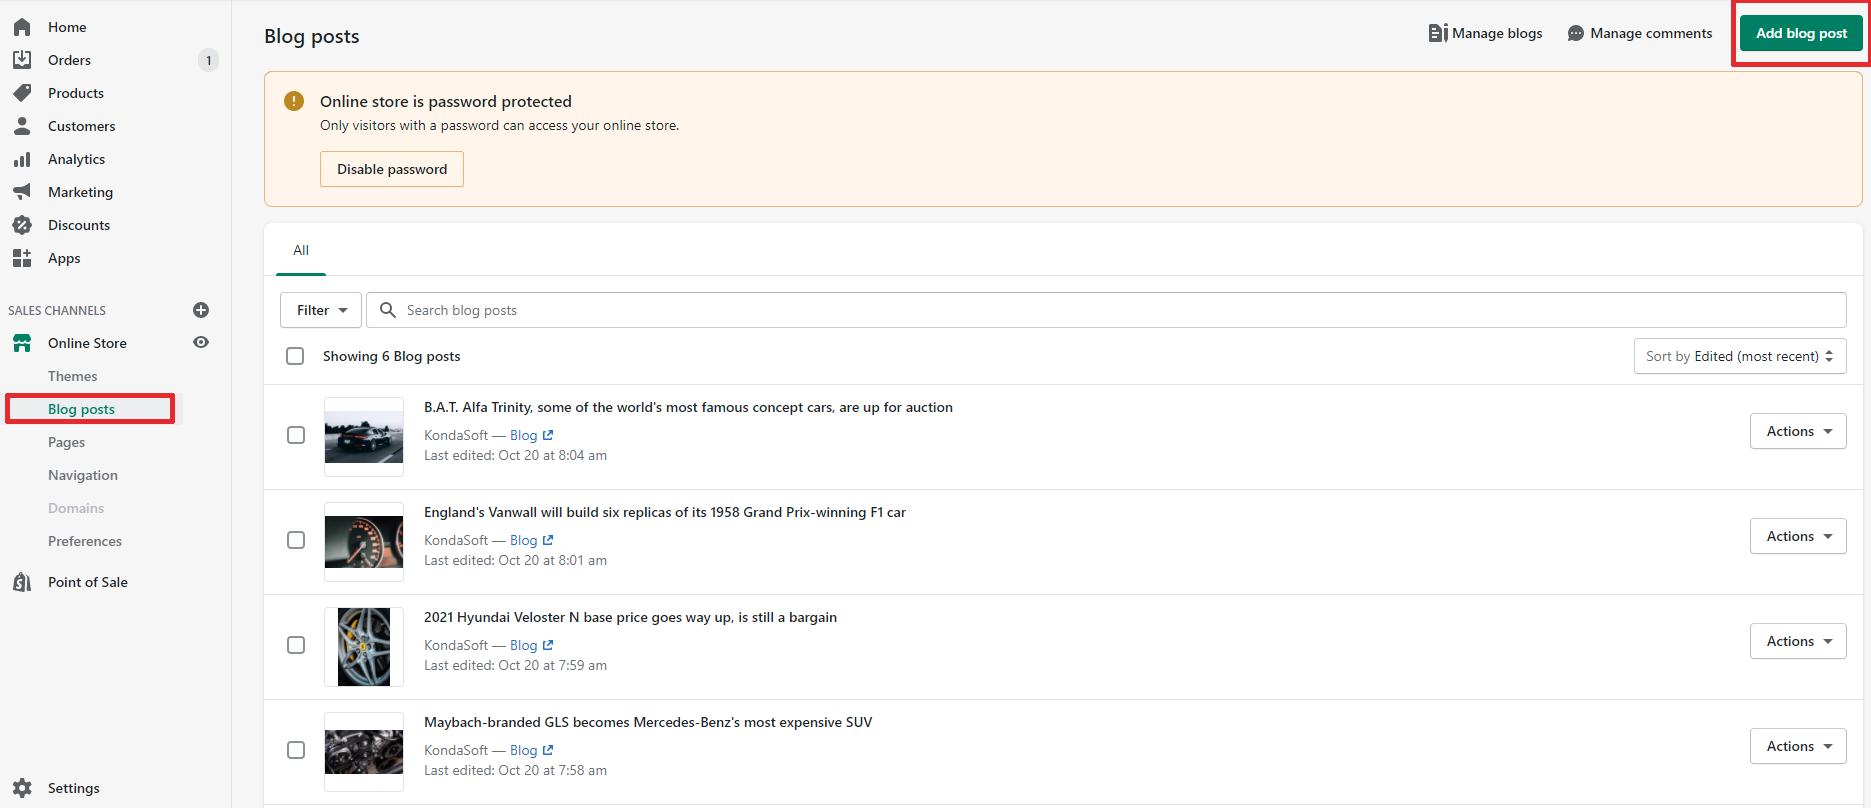 Home
Orders
1
Products
Customers
Analytics
Marketing
Discounts
Apps
SALES CHANNELS
Online Store
Themes
Blog posts
Pages
Navigation
Domains
Preferences
Point of Sale
Settings
Blog posts
Manage blogs
Manage comments
Add blog post
Online store is password protected
Only visitors with a password can access your online store.
Disable password
All
Filter
Search blog posts
Showing 6 Blog posts
Sort by Edited (most recent)
B.A.T. Alfa Trinity, some of the world's most famous concept cars, are up for auction
KondaSoft — Blog
Last edited: Oct 20 at 8:04 am
Actions
England's Vanwall will build six replicas of its 1958 Grand Prix-winning F1 car
KondaSoft — Blog
Last edited: Oct 20 at 8:01 am
Actions
2021 Hyundai Veloster N base price goes way up, is still a bargain
KondaSoft — Blog
Last edited: Oct 20 at 7:59 am
Actions
Maybach-branded GLS becomes Mercedes-Benz's most expensive SUV
KondaSoft — Blog
Last edited: Oct 20 at 7:58 am
Actions